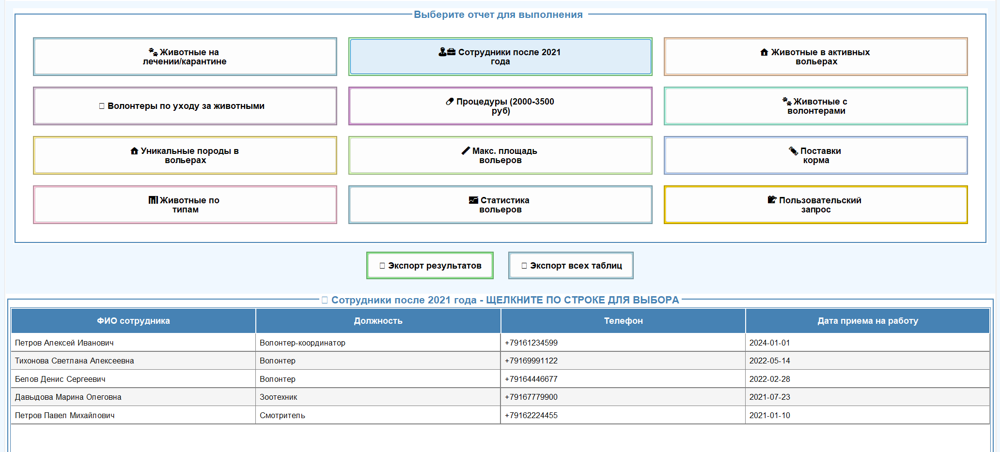 Выберите отчет для выполнения
Животные на
лечении/карантине
Сотрудники после 2021
года
Животные в активных
вольерах
Волонтеры по уходу за животными
Процедуры (2000-3500
руб)
Животные с
волонтерами
Уникальные породы в
вольерах
Макс. площадь
вольеров
Поставки
корма
Животные по
типам
Статистика
вольеров
Пользовательский
запрос
Экспорт результатов
Экспорт всех таблиц
Сотрудники после 2021 года - ЩЕЛКНИТЕ ПО СТРОКЕ ДЛЯ ВЫБОРА
ФИО сотрудника Должность Телефон Дата приема на работу
Петров Алексей Иванович Волонтер-координатор +79161234599 2024-01-01
Тихонова Светлана Алексеевна Волонтер +79169991122 2022-05-14
Белов Денис Сергеевич Волонтер +79164446677 2022-02-28
Давыдова Марина Олеговна Зоотехник +79167779900 2021-07-23
Петров Павел Михайлович Смотритель +79162224455 2021-01-10